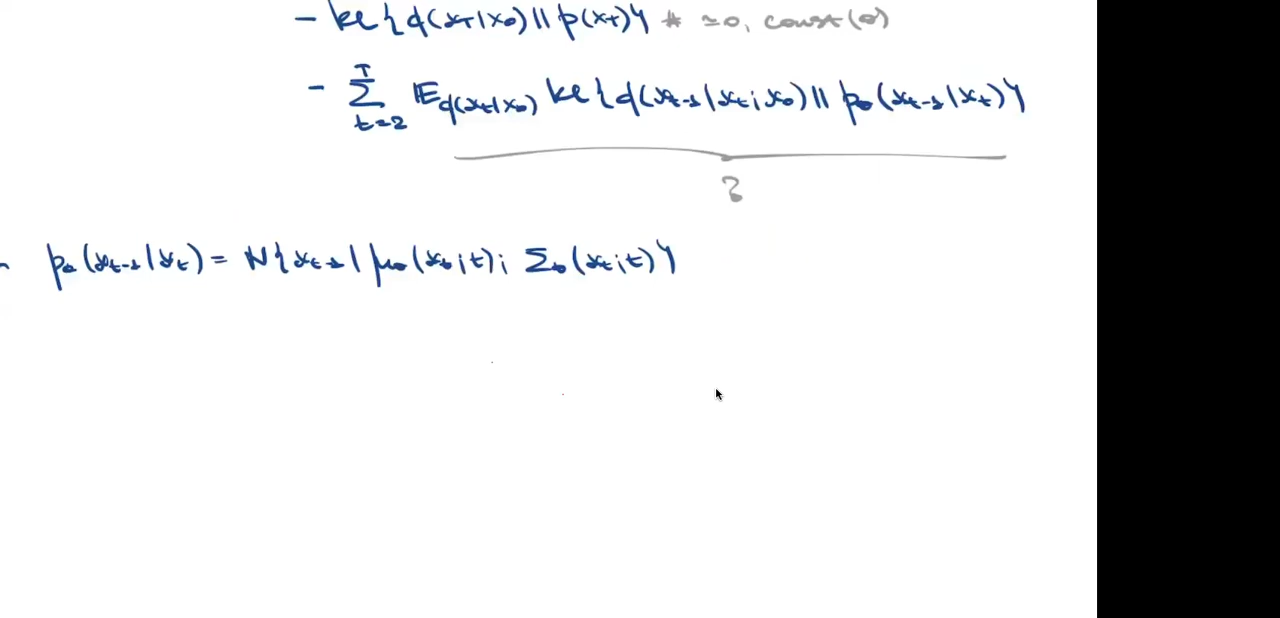 - KL{q(x_T|x_0)||p(x_T)} # ≃0, const(θ)
- Σ_{t=2}^{T} 𝔼_{q(x_t|x_0)} KL{q(x_{t-1}|x_t; x_0)||p_θ(x_{t-1}|x_t)}
?
p_θ(x_{t-1}|x_t) = N{x_{t-1}|μ_θ(x_t; t); Σ_θ(x_t; t)}